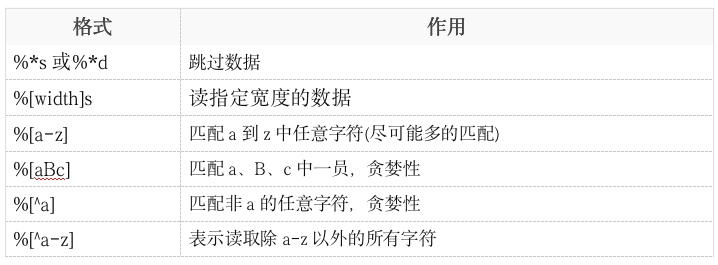 格式 作用
%*s 或%*d 跳过数据
%[width]s 读指定宽度的数据
%[a-z] 匹配 a 到 z 中任意字符(尽可能多的匹配)
%[aBc] 匹配 a、B、c 中一员，贪婪性
%[^a] 匹配非 a 的任意字符，贪婪性
%[^a-z] 表示读取除 a-z 以外的所有字符